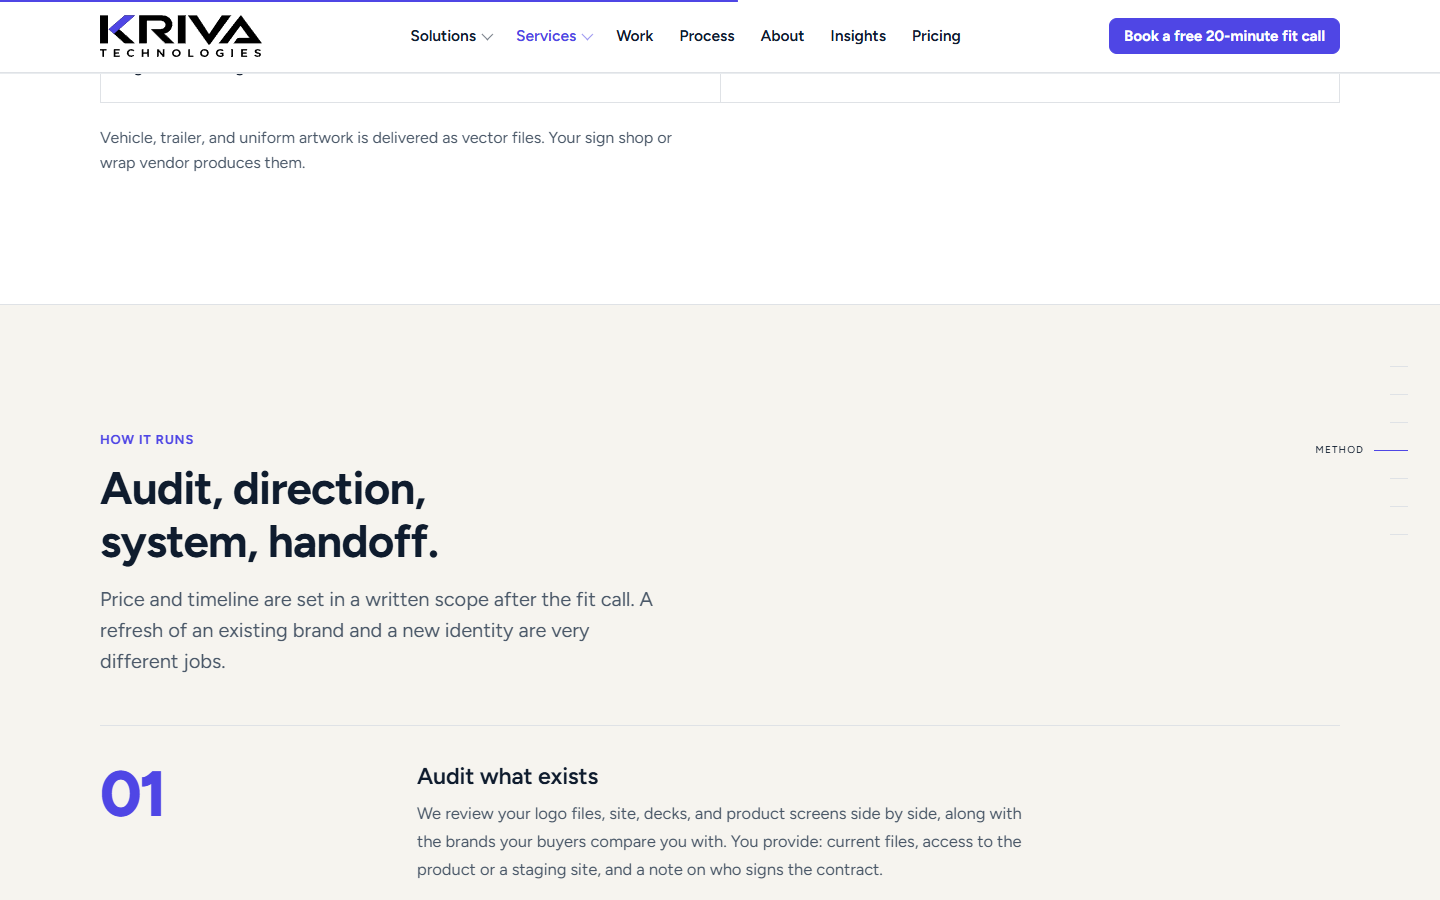 KRIVA
TECHNOLOGIES
Solutions
Services
Work
Process
About
Insights
Pricing
Book a free 20-minute fit call
Vehicle, trailer, and uniform artwork is delivered as vector files. Your sign shop or
wrap vendor produces them.
HOW IT RUNS
METHOD
Audit, direction,
system, handoff.
Price and timeline are set in a written scope after the fit call. A
refresh of an existing brand and a new identity are very
different jobs.
01
Audit what exists
We review your logo files, site, decks, and product screens side by side, along with
the brands your buyers compare you with. You provide: current files, access to the
product or a staging site, and a note on who signs the contract.